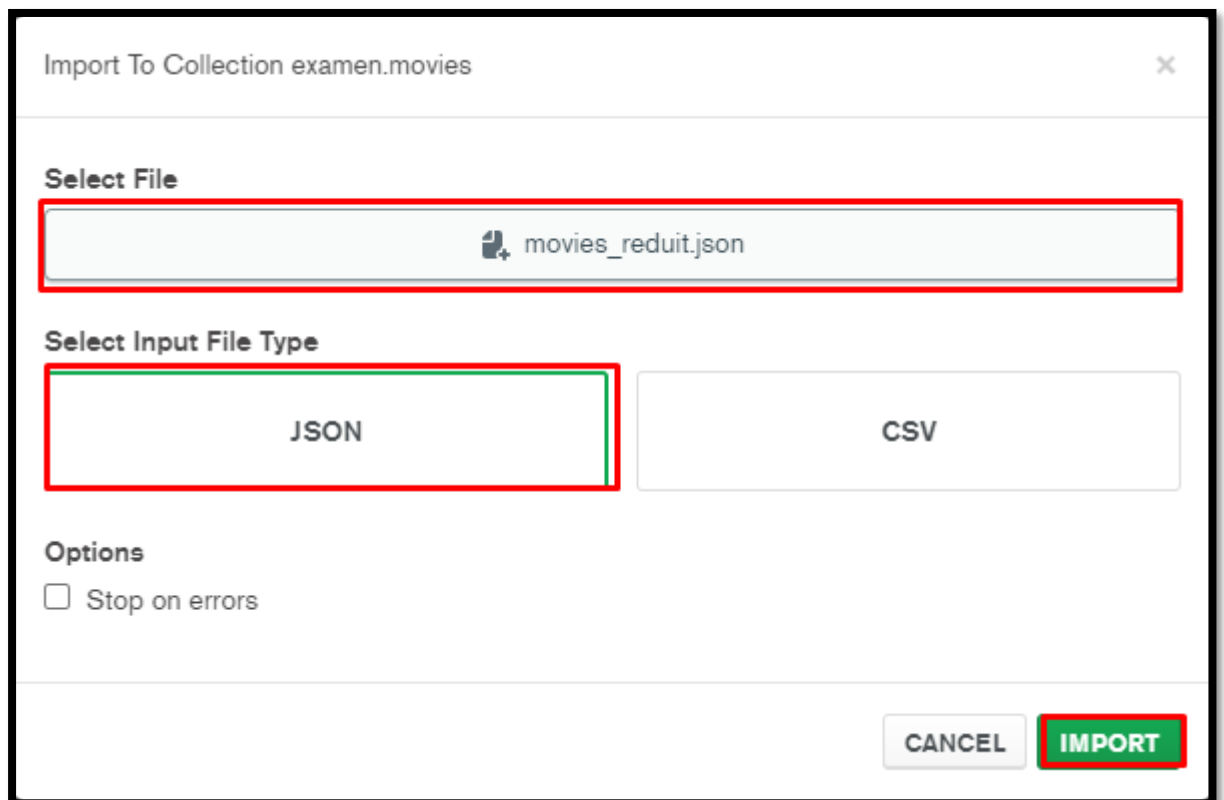 Import To Collection examen.movies
Select File
movies_reduit.json
Select Input File Type
JSON
CSV
Options
Stop on errors
CANCEL
IMPORT